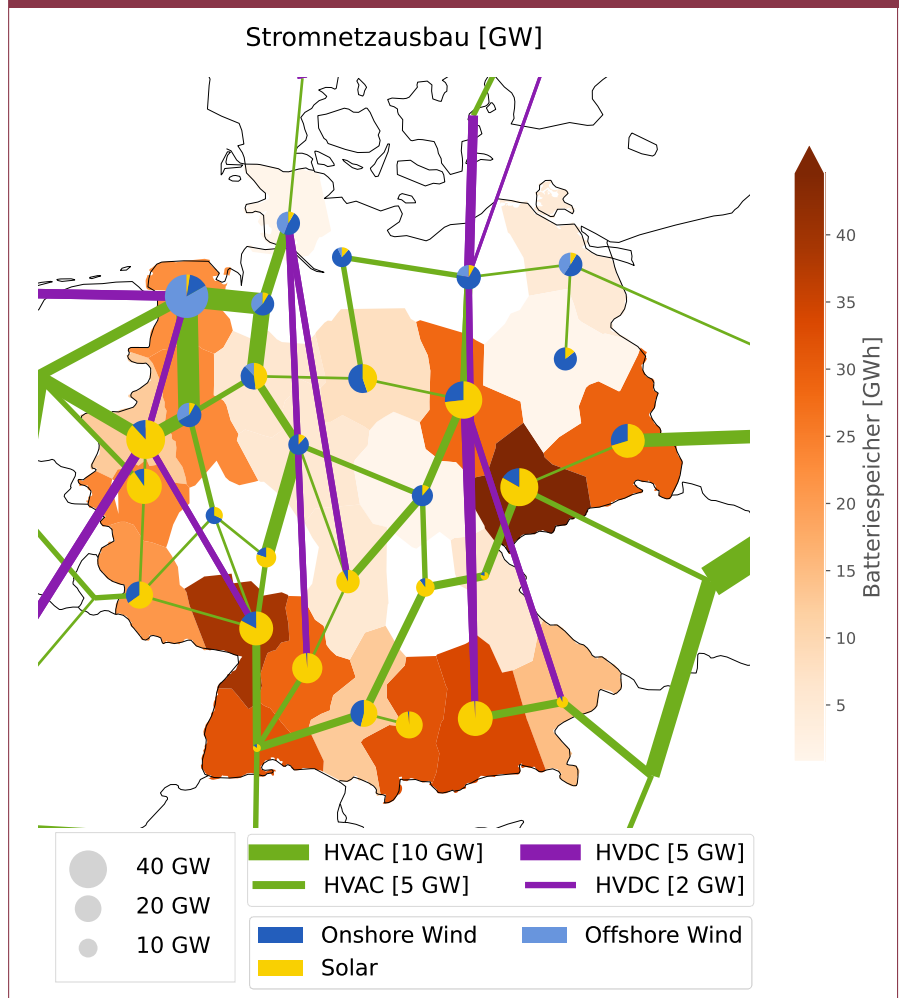 Stromnetzausbau [GW]
40
35
30
25
20
15
10
5
Batteriespeicher [GWh]
40 GW
20 GW
10 GW
HVAC [10 GW]
HVAC [5 GW]
HVDC [5 GW]
HVDC [2 GW]
Onshore Wind
Solar
Offshore Wind